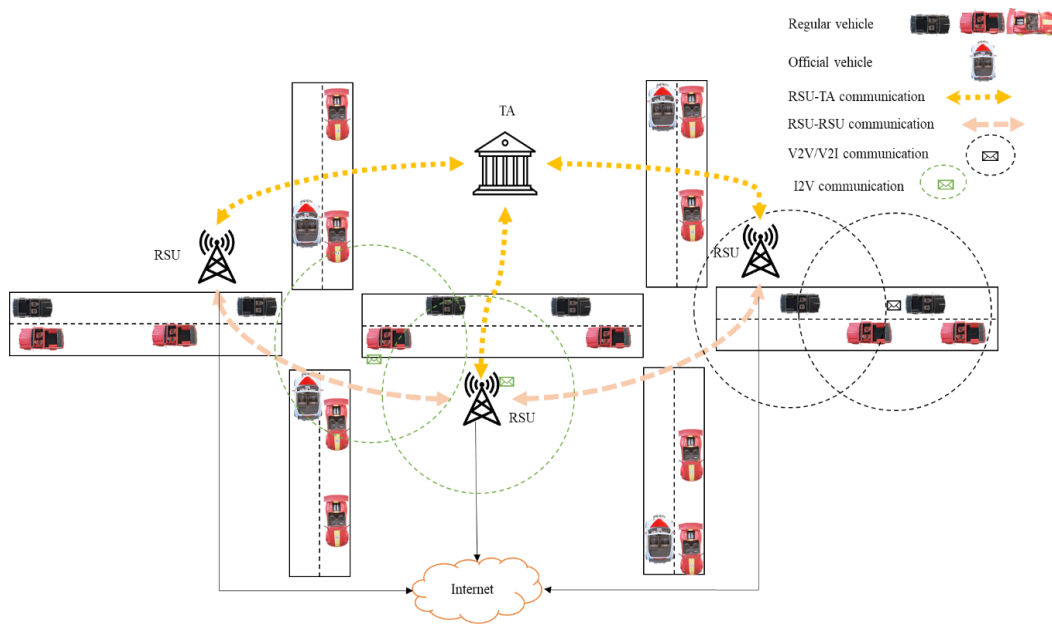 Regular vehicle
Official vehicle
RSU-TA communication
RSU-RSU communication
V2V/V2I communication
I2V communication
TA
RSU
RSU
RSU
Internet